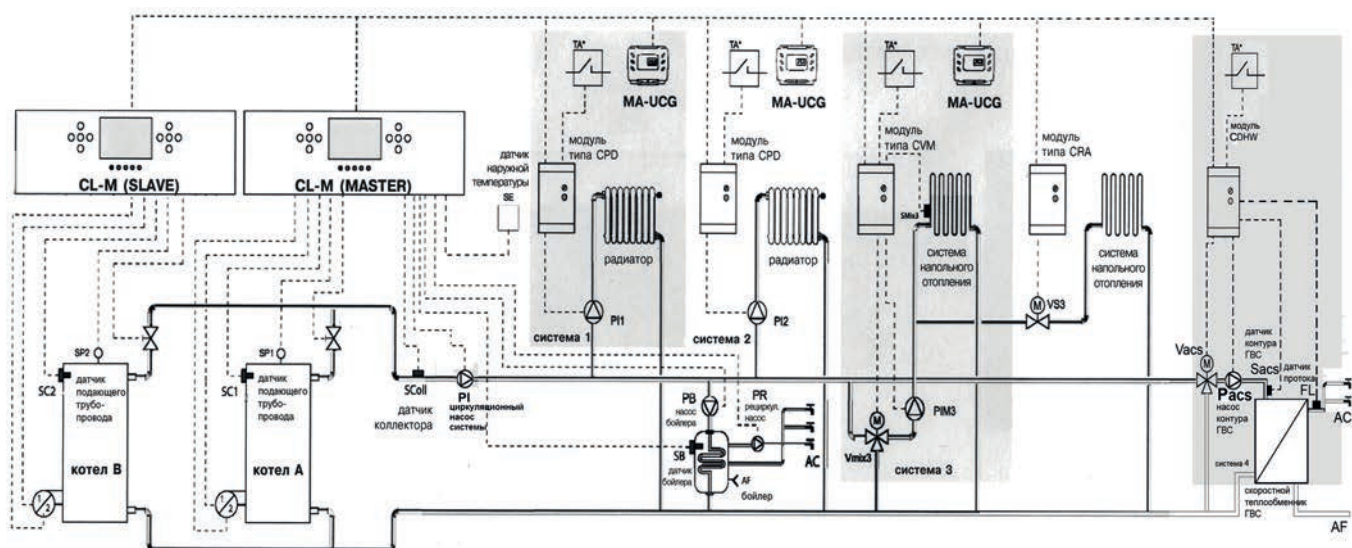 CL-M (SLAVE)
CL-M (MASTER)
датчик
наружной
температуры
SE
TA*
MA-UCG
модуль
типа CPD
радиатор
PI1
система 1
TA*
MA-UCG
модуль
типа CPD
радиатор
PI2
система 2
TA*
MA-UCG
модуль
типа CVM
SMix3
система
напольного
отопления
PIM3
Vmix3
система 3
модуль
типа CRA
M
VS3
система
напольного
отопления
TA*
модуль
CDHW
SP2
SC2
датчик
подающего
трубо-
провода
котел B
1
2
SP1
SC1
датчик
подающего
трубо-
провода
котел A
1
2
SColl
датчик
коллектора
PI
циркуляционный
насос
системы
PB
насос
бойлера
PR
рециркул.
насос
SB
датчик
бойлера
AF
бойлер
AC
M
Vacs
M
Pacs
насос
контура
ГВС
датчик
контура
ГВС
Sacs
датчик
протока
FL
AC
система 4
скоростной
теплообменник
ГВС
AF